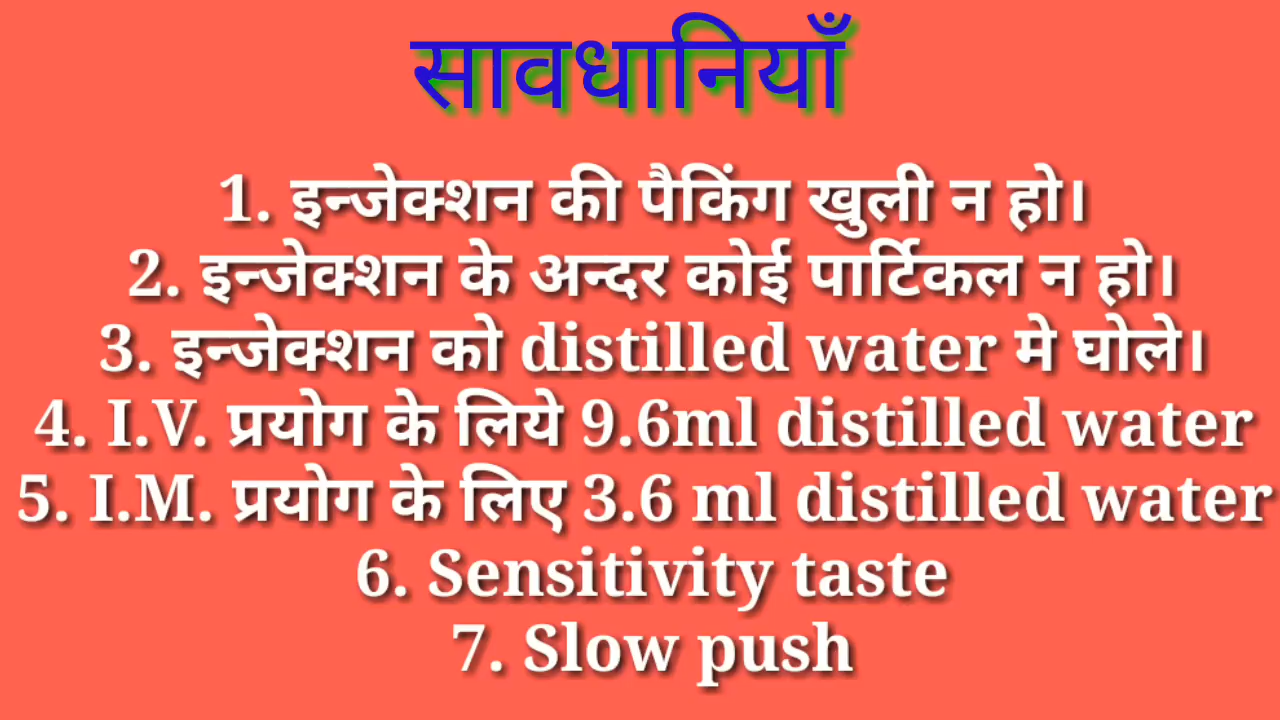 सावधानियाँ
1. इन्जेक्शन की पैकिंग खुली न हो।
2. इन्जेक्शन के अन्दर कोई पार्टिकल न हो।
3. इन्जेक्शन को distilled water मे घोले।
4. I.V. प्रयोग के लिये 9.6ml distilled water
5. I.M. प्रयोग के लिए 3.6 ml distilled water
6. Sensitivity taste
7. Slow push